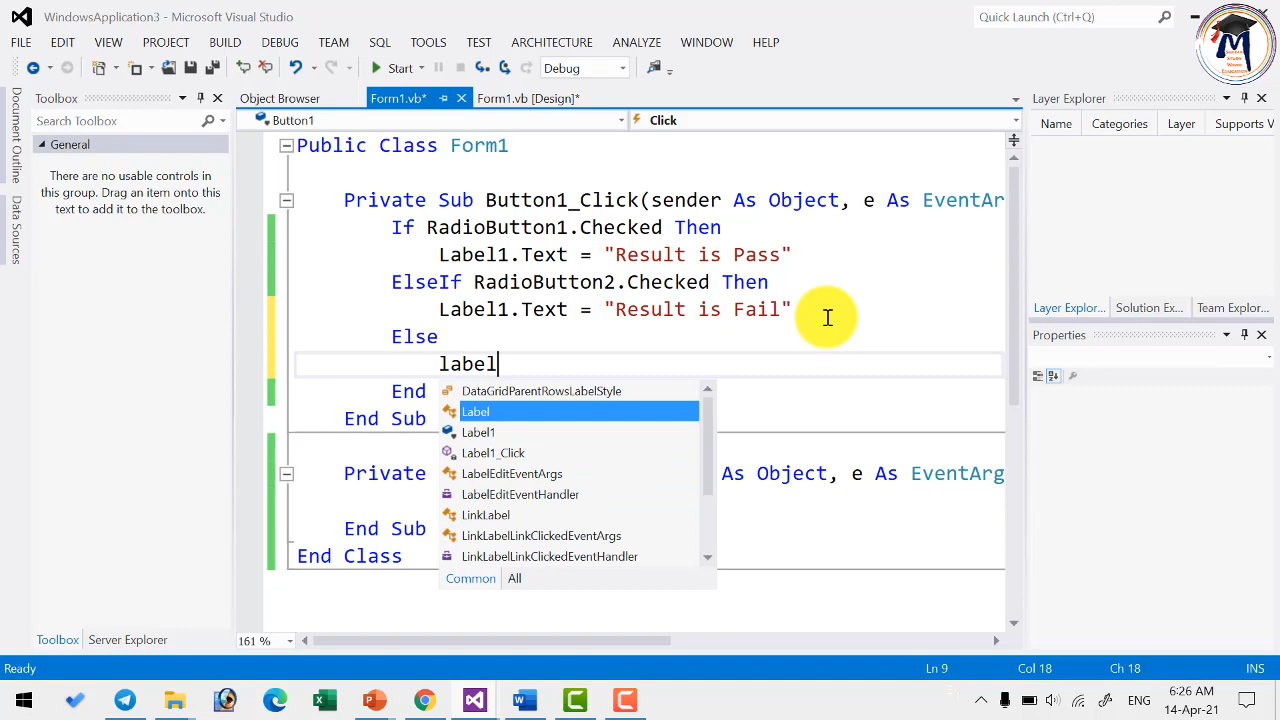 WindowsApplication3 - Microsoft Visual Studio
Quick Launch (Ctrl+Q)
FILE EDIT VIEW PROJECT BUILD DEBUG TEAM SQL TOOLS TEST ARCHITECTURE ANALYZE WINDOW HELP
Start Debug
Toolbox
Search Toolbox
General
There are no usable controls in
this group. Drag an item onto this
text to add it to the toolbox.
Document Outline
Data Sources
Toolbox Server Explorer
Object Browser Form1.vb* Form1.vb [Design]*
Button1 Click
Public Class Form1
Private Sub Button1_Click(sender As Object, e As EventAr
If RadioButton1.Checked Then
Label1.Text = "Result is Pass"
ElseIf RadioButton2.Checked Then
Label1.Text = "Result is Fail"
Else
label
End
End Sub
Private As Object, e As EventArg
End Sub
End Class
DataGridParentRowsLabelStyle
Label
Label1
Label1_Click
LabelEditEventArgs
LabelEditEventHandler
LinkLabel
LinkLabelLinkClickedEventArgs
LinkLabelLinkClickedEventHandler
Common All
161 %
Layer Explorer
Name Categories Layer Supports V
Layer Explor... Solution Ex... Team Explor...
Properties
Ready Ln 9 Col 18 Ch 18 INS
ENG
6:26 AM
14-Apr-21